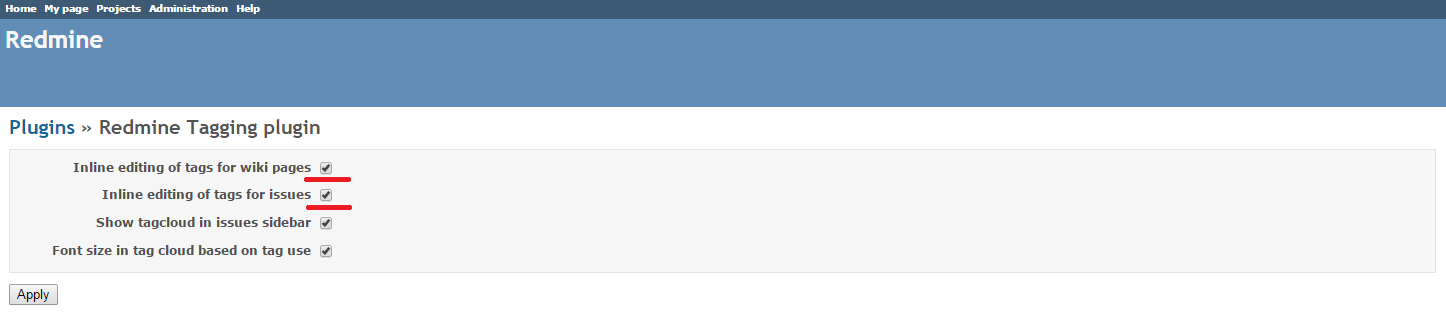 Home My page Projects Administration Help
Redmine
Plugins » Redmine Tagging plugin
Inline editing of tags for wiki pages
Inline editing of tags for issues
Show tagcloud in issues sidebar
Font size in tag cloud based on tag use
Apply